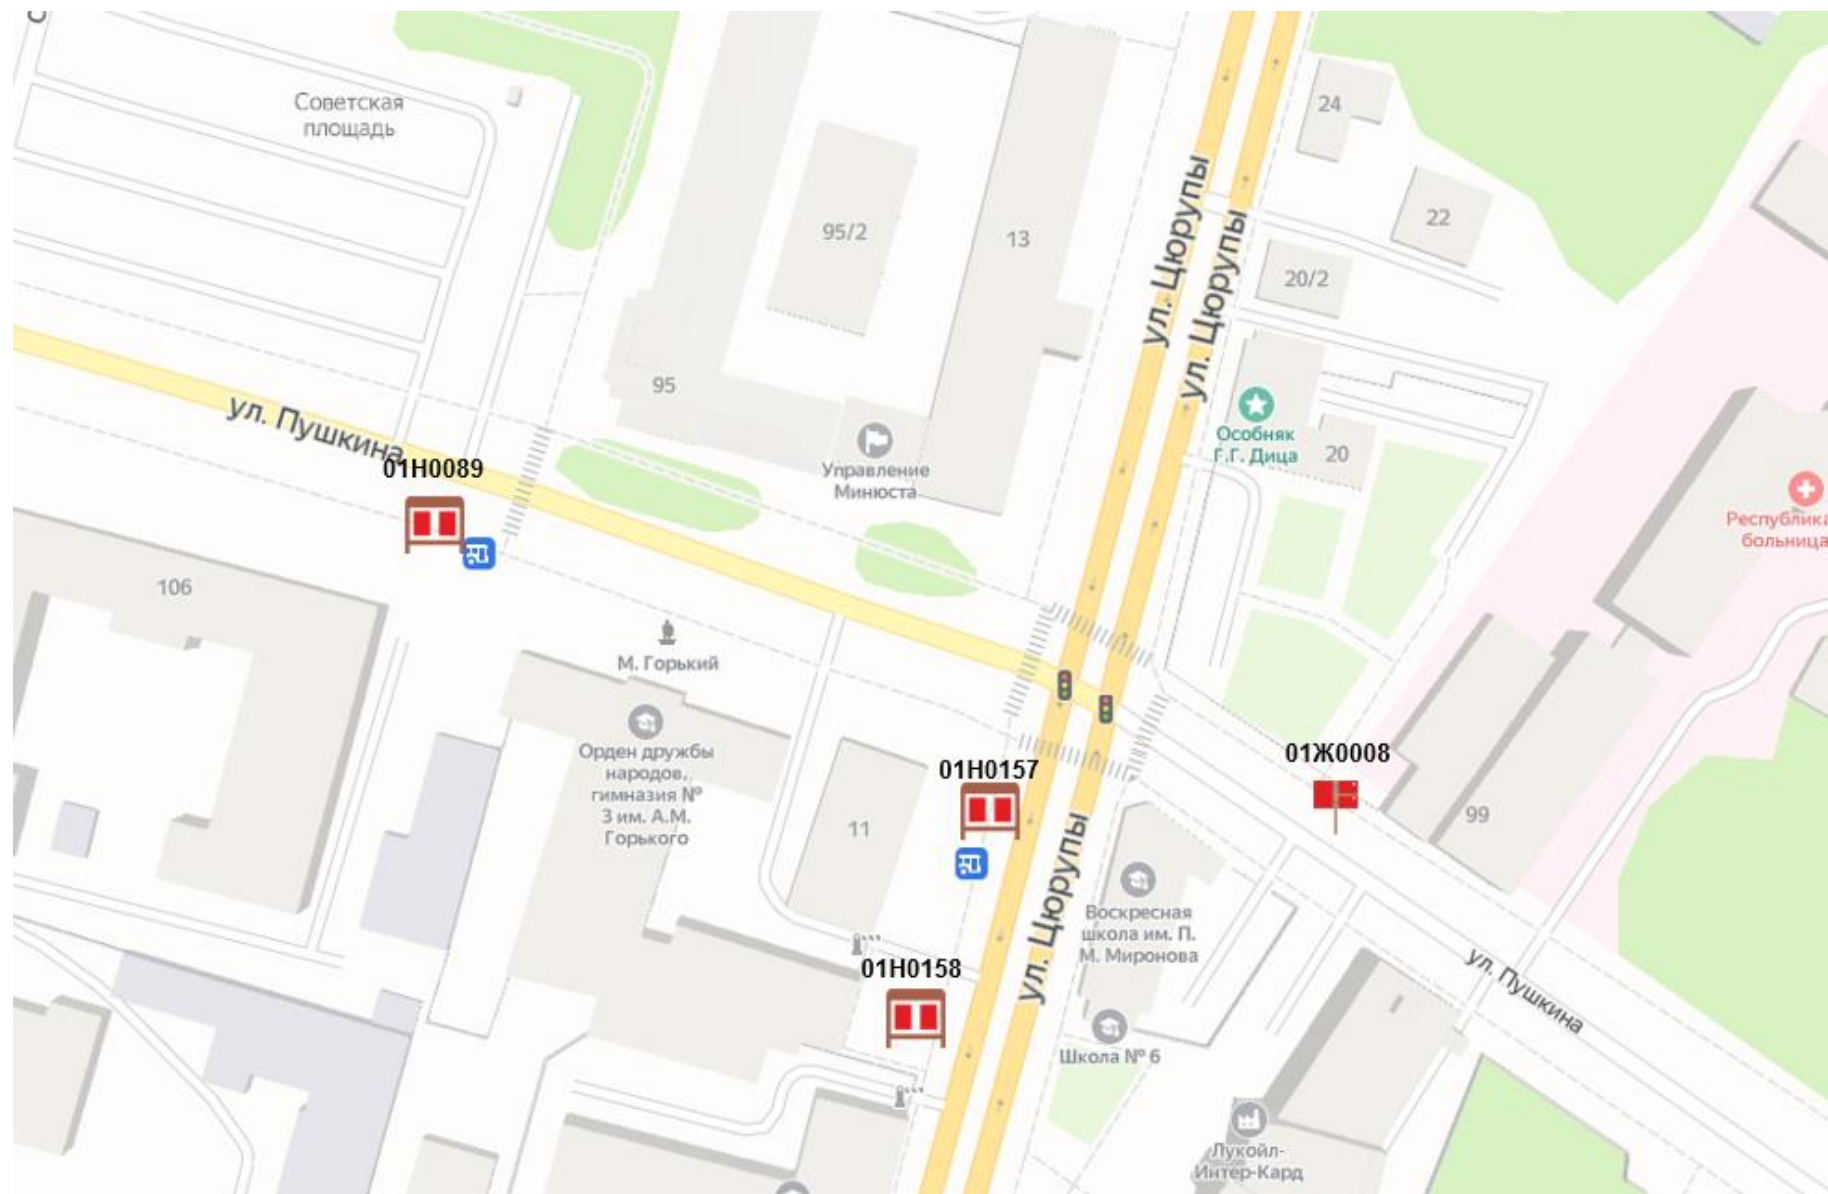 Советская
площадь
24
22
95/2
13
ул. Цюрупы
ул. Цюрупы
20/2
95
ул. Пушкина
Особняк
Г.Г. Дица
20
01Н0089
Управление
Минюста
больница
106
М. Горький
Орден дружбы
народов,
гимназия №
3 им. А.М.
Горького
01Н0157
01Ж0008
11
99
ул. Цюрупы
Воскресная
школа им. П.
М. Миронова
01Н0158
ул. Пушкина
Школа № 6
Лукойл-
Интер-Кард